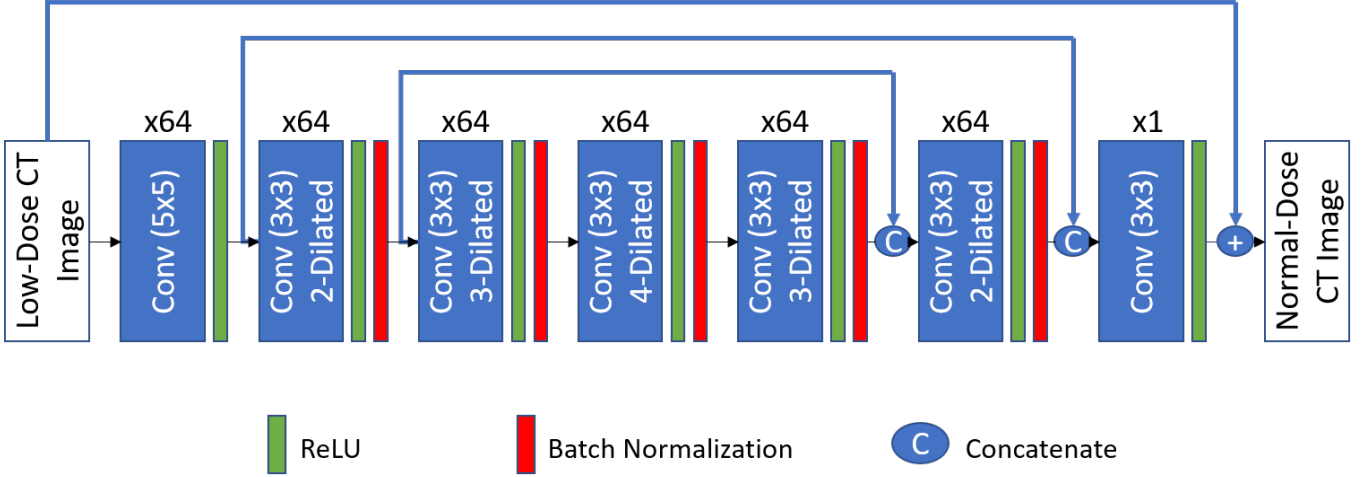 x64
x64
x64
x64
x64
x64
x1
Low-Dose CT
Image
Conv (5x5)
Conv (3x3)
2-Dilated
Conv (3x3)
3-Dilated
Conv (3x3)
4-Dilated
Conv (3x3)
3-Dilated
C
Conv (3x3)
2-Dilated
C
Conv (3x3)
+
Normal-Dose
CT Image
ReLU
Batch Normalization
C
Concatenate